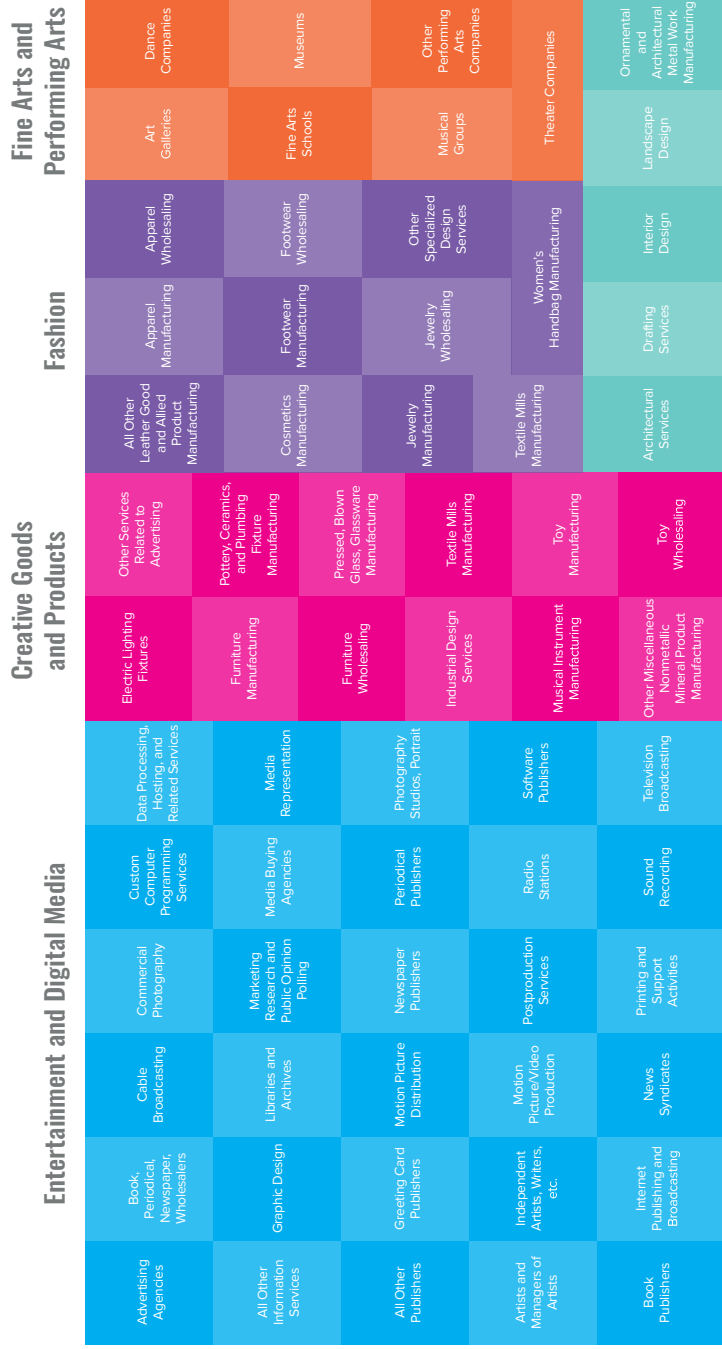 Entertainment and Digital Media
Advertising
Agencies
Book,
Periodical,
Newspaper,
Wholesalers
Cable
Broadcasting
Commercial
Photography
Custom
Computer
Programming
Services
Data Processing,
Hosting, and
Related Services
All Other
Information
Services
Graphic Design
Libraries and
Archives
Marketing
Research and
Public Opinion
Polling
Media Buying
Agencies
Media
Representation
All Other
Publishers
Greeting Card
Publishers
Motion Picture
Distribution
Newspaper
Publishers
Periodical
Publishers
Photography
Studios, Portrait
Artists and
Managers of
Artists
Independent
Artists, Writers,
etc.
Motion
Picture/Video
Production
Postproduction
Services
Radio
Stations
Software
Publishers
Book
Publishers
Internet
Publishing and
Broadcasting
News
Syndicates
Printing and
Support
Activities
Sound
Recording
Television
Broadcasting
Creative Goods
and Products
Electric Lighting
Fixtures
Other Services
Related to
Advertising
Furniture
Manufacturing
Pottery, Ceramics,
and Plumbing
Fixture
Manufacturing
Furniture
Wholesaling
Pressed, Blown
Glass, Glassware
Manufacturing
Industrial Design
Services
Textile Mills
Manufacturing
Musical Instrument
Manufacturing
Toy
Manufacturing
Other Miscellaneous
Nonmetallic
Mineral Product
Manufacturing
Toy
Wholesaling
Fashion
All Other
Leather Good
and Allied
Product
Manufacturing
Apparel
Manufacturing
Apparel
Wholesaling
Cosmetics
Manufacturing
Footwear
Manufacturing
Footwear
Wholesaling
Jewelry
Manufacturing
Jewelry
Wholesaling
Other
Specialized
Design
Services
Textile Mills
Manufacturing
Women's
Handbag Manufacturing
Fine Arts and
Performing Arts
Art
Galleries
Dance
Companies
Fine Arts
Schools
Museums
Musical
Groups
Other
Performing
Arts
Companies
Theater Companies
Architectural
Services
Drafting
Services
Interior
Design
Landscape
Design
Ornamental
and
Architectural
Metal Work
Manufacturing